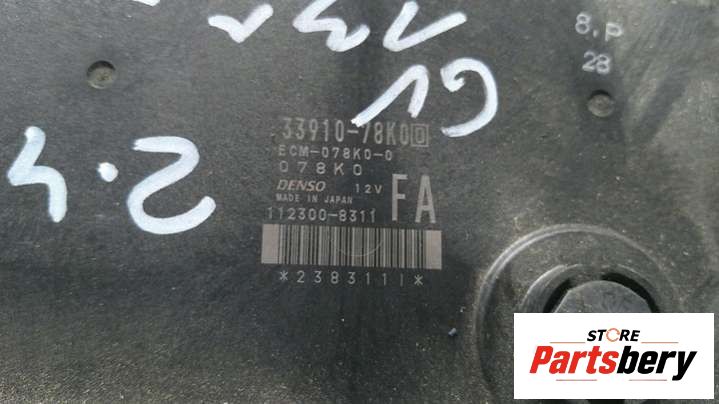 8.P
28
GV
33910-78K0 D
ECM-078K0-0
078K0
DENSO 12V
MADE IN JAPAN
FA
112300-8311
*2383111*
2.4
STORE
Partsbery